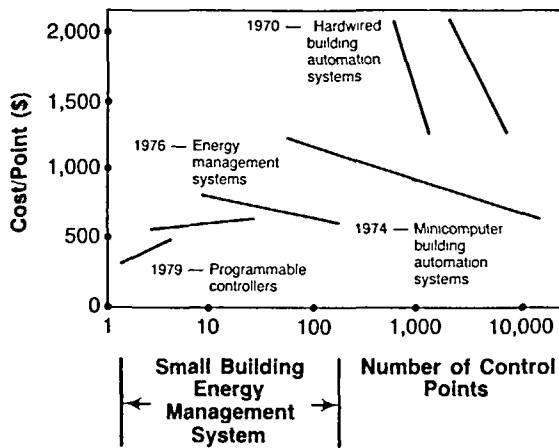 2,000
1,500
1,000
500
0
Cost/Point ($)
1970 — Hardwired
building
automation
systems
1976 — Energy
management
systems
1974 — Minicomputer
building
automation
systems
1979 — Programmable
controllers
1 10 100 1,000 10,000
Small Building
Energy
Management
System
Number of Control
Points